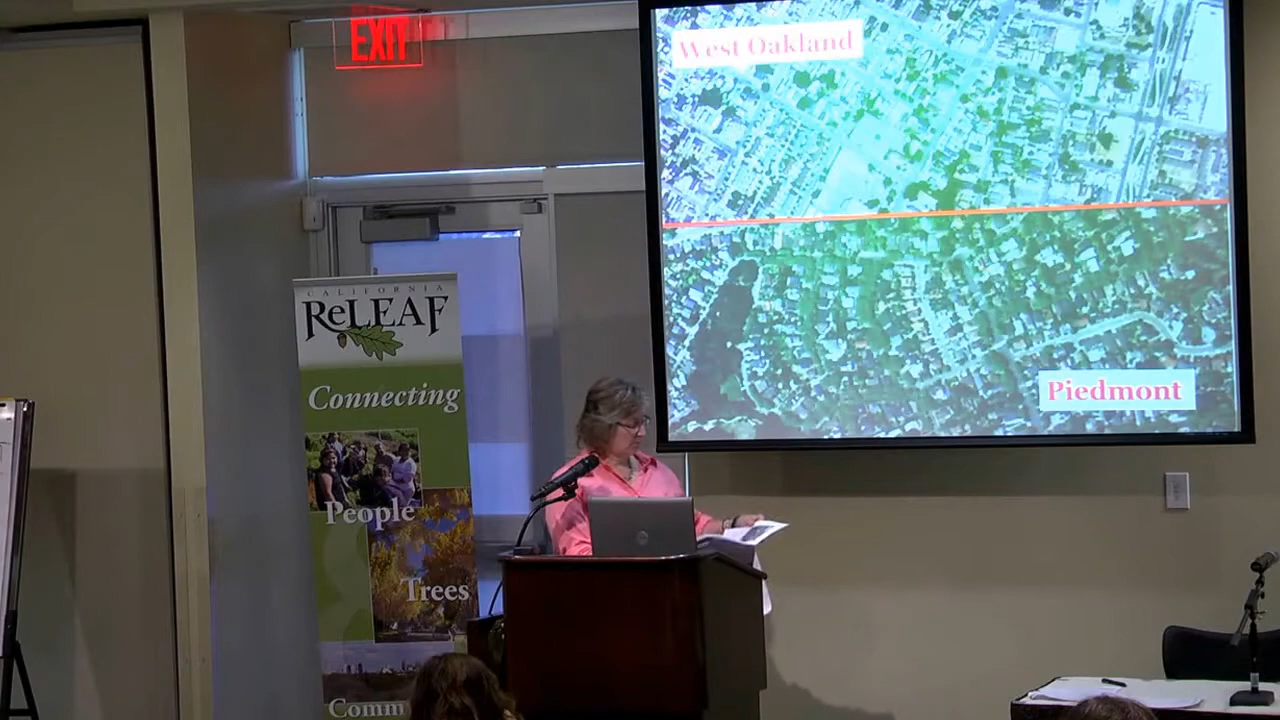 EXIT
West Oakland
Piedmont
CALIFORNIA
ReLEAF
Connecting
People
Trees
Comm